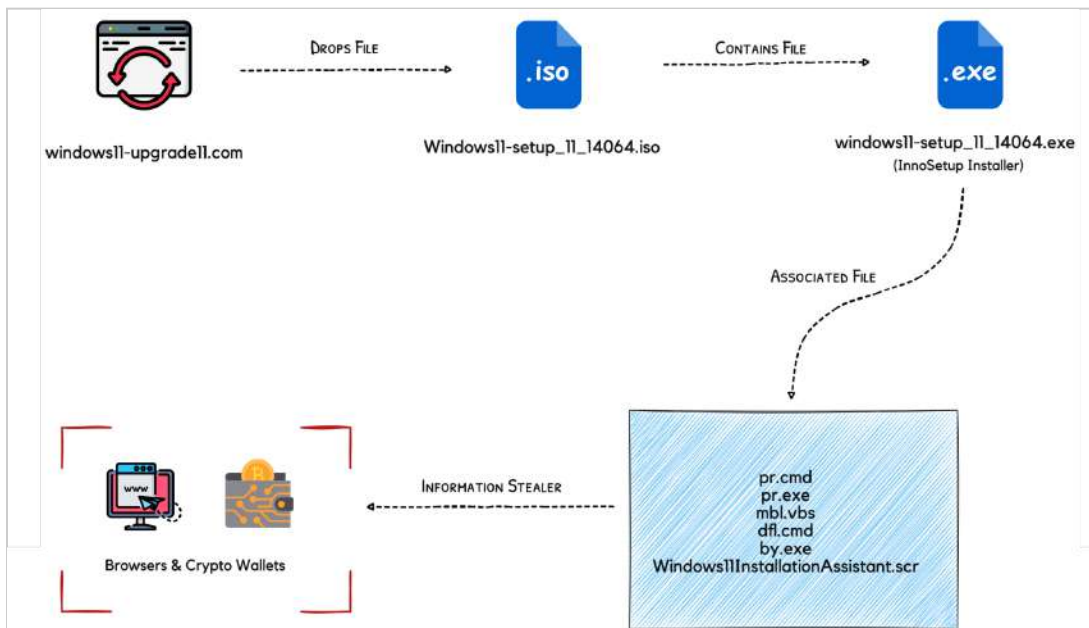 DROPS FILE
CONTAINS FILE
.iso
.exe
windows11-upgrade11.com
Windows11-setup_11_14064.iso
windows11-setup_11_14064.exe
(InnoSetup Installer)
ASSOCIATED FILE
pr.cmd
pr.exe
mbl.vbs
dfl.cmd
by.exe
Windows11InstallationAssistant.scr
INFORMATION STEALER
www
Browsers & Crypto Wallets